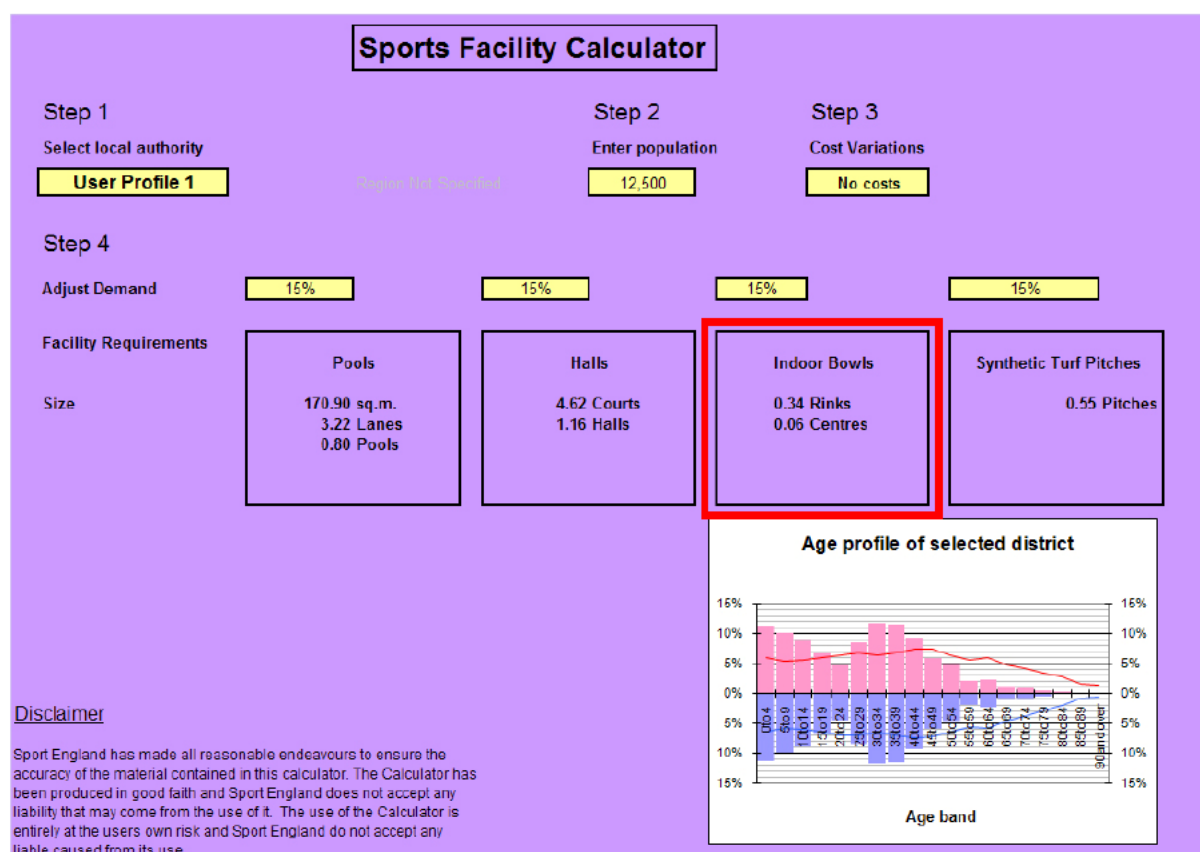 Sports Facility Calculator
Step 1
Step 2
Step 3
Select local authority
Enter population
Cost Variations
User Profile 1
Region Not Specified
12,500
No costs
Step 4
Adjust Demand
15%
15%
15%
15%
Facility Requirements
Pools
Halls
Indoor Bowls
Synthetic Turf Pitches
Size
170.90 sq.m.
3.22 Lanes
0.80 Pools
4.62 Courts
1.16 Halls
0.34 Rinks
0.06 Centres
0.55 Pitches
Age profile of selected district
15%
10%
5%
0%
5%
10%
15%
15%
10%
5%
0%
5%
10%
15%
0to4
5to9
10to14
15to19
20to24
25to29
30to34
35to39
40to44
45to49
50to54
55to59
60to64
65to69
70to74
75to79
80to84
85to89
90andover
Age band
Disclaimer
Sport England has made all reasonable endeavours to ensure the
accuracy of the material contained in this calculator. The Calculator has
been produced in good faith and Sport England does not accept any
liability that may come from the use of it. The use of the Calculator is
entirely at the users own risk and Sport England do not accept any
liable caused from its use